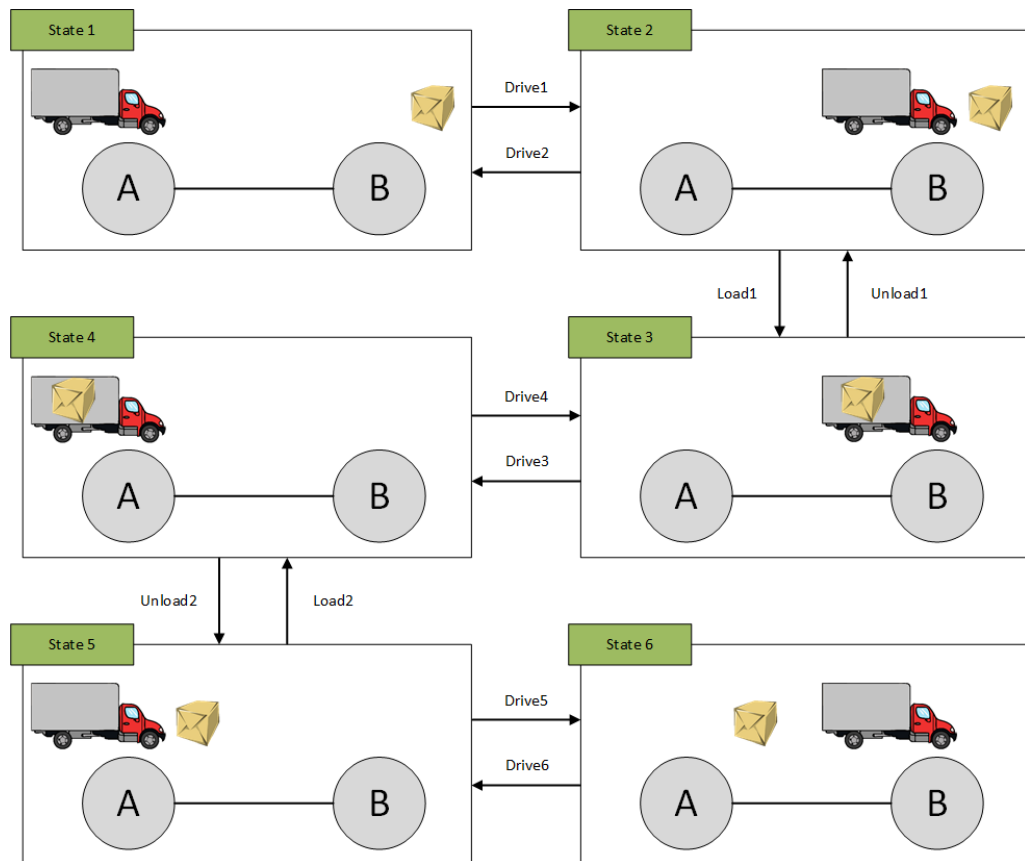 State 1
State 2
Drive1
Drive2
A
B
A
B
Load1
Unload1
State 4
State 3
Drive4
Drive3
A
B
A
B
Unload2
Load2
State 5
State 6
Drive5
Drive6
A
B
A
B